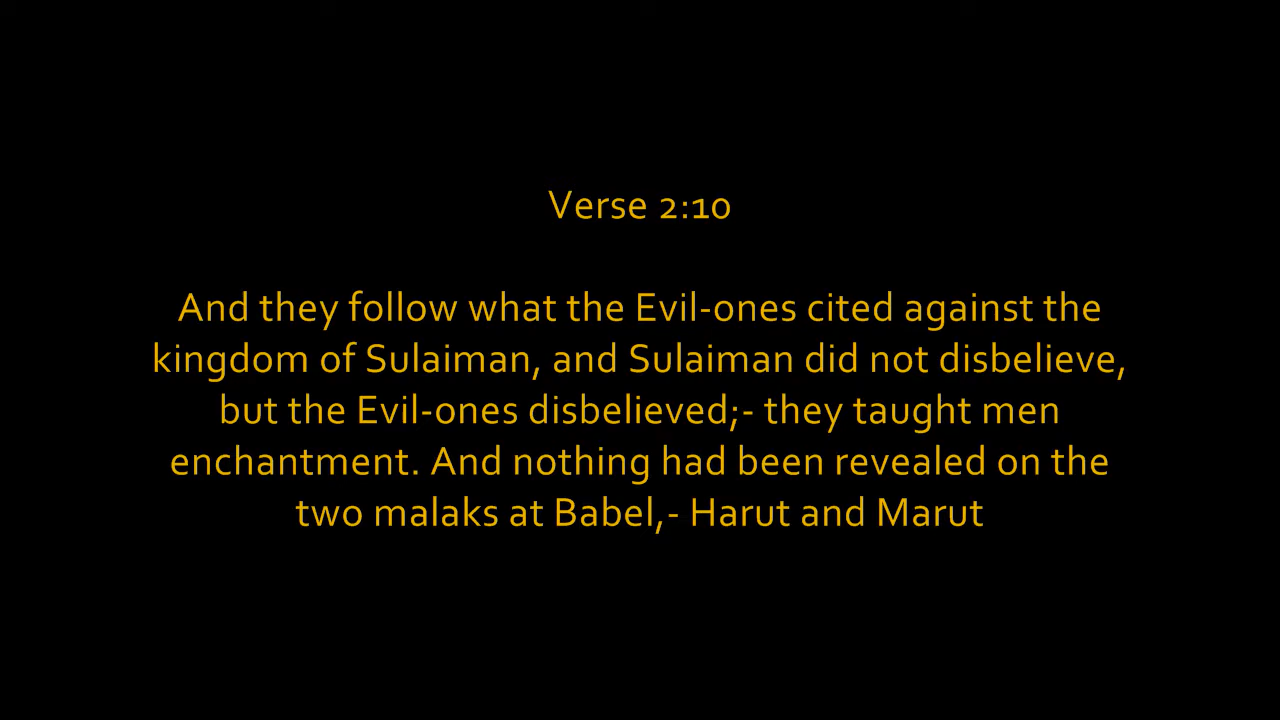 Verse 2:10
And they follow what the Evil-ones cited against the
kingdom of Sulaiman, and Sulaiman did not disbelieve,
but the Evil-ones disbelieved;- they taught men
enchantment. And nothing had been revealed on the
two malaks at Babel,- Harut and Marut